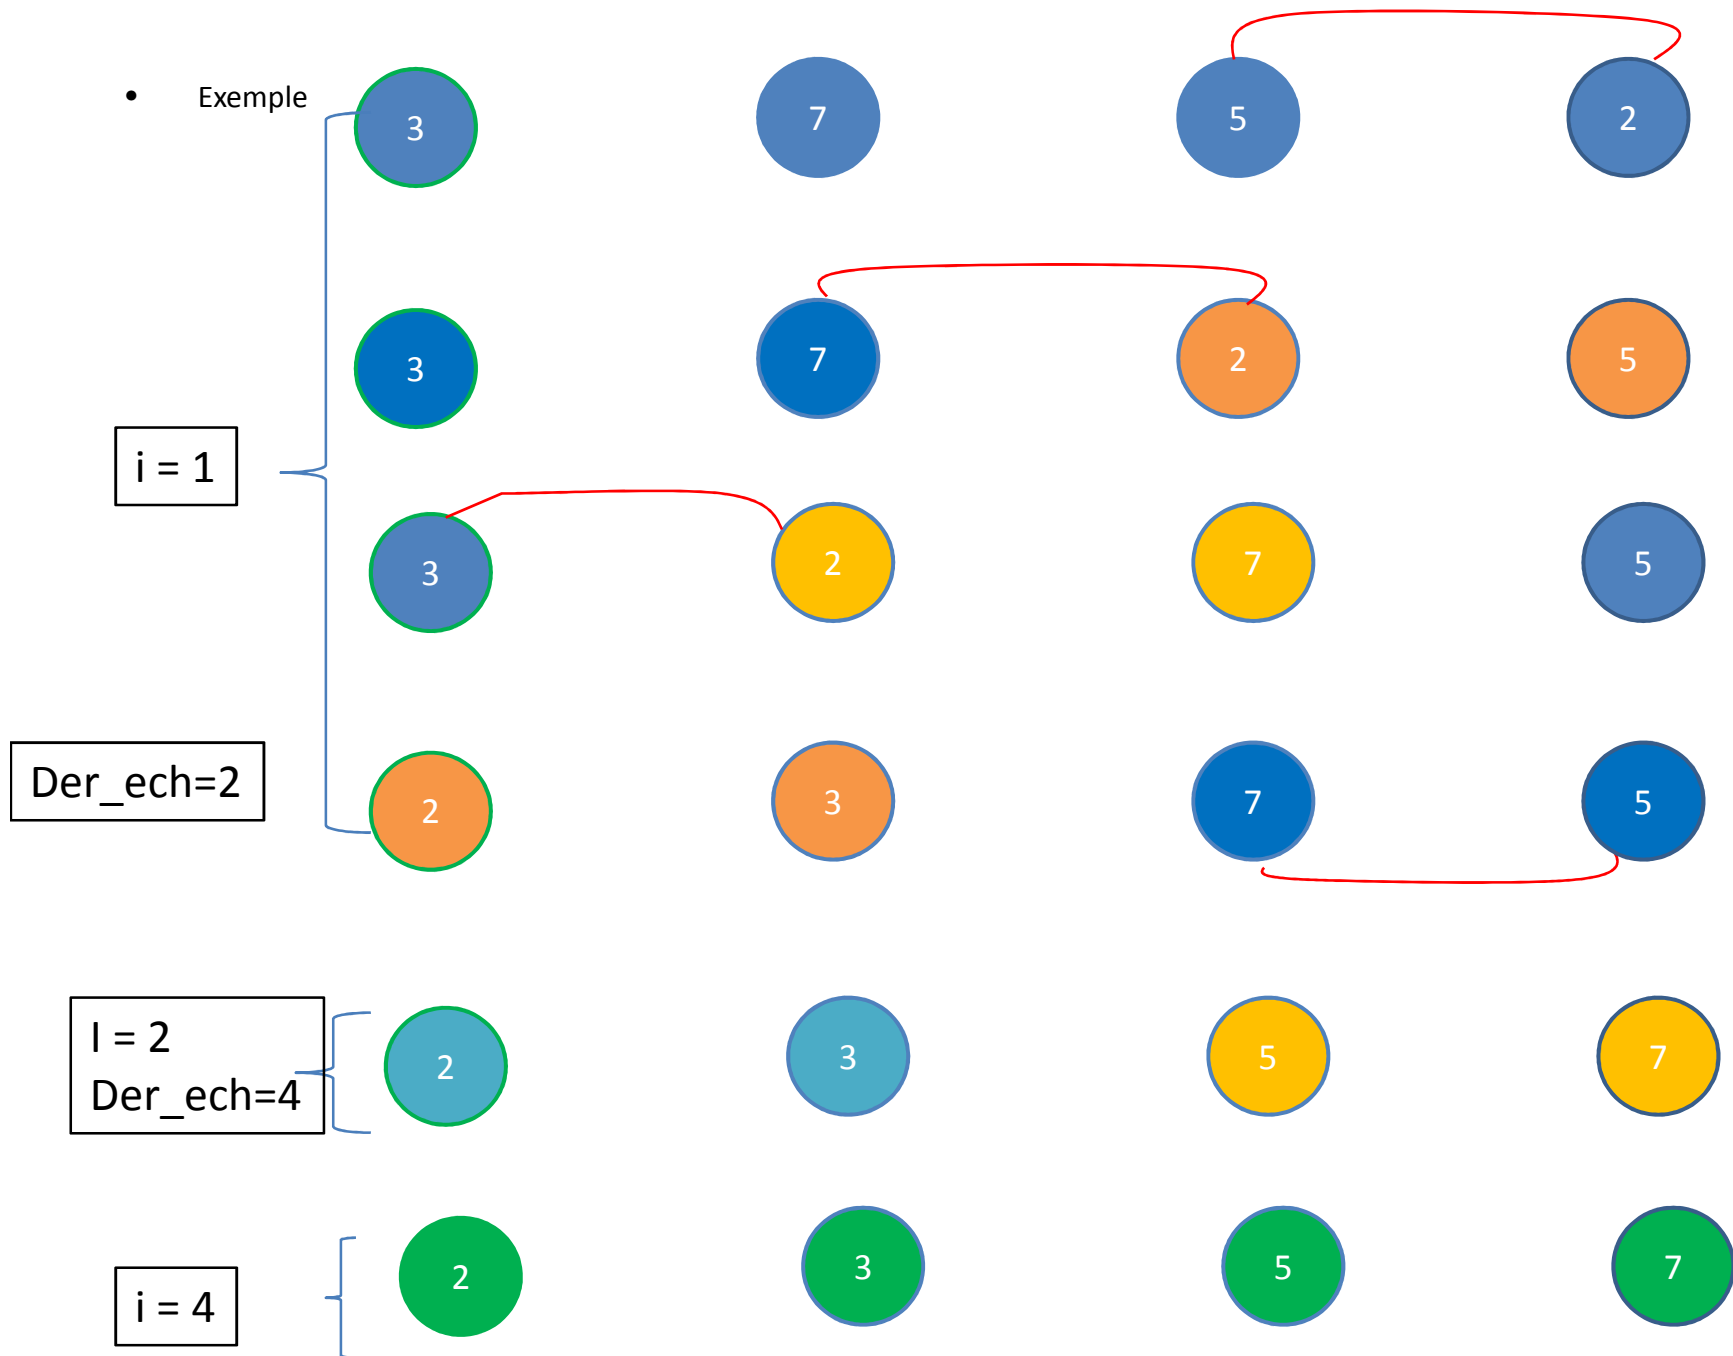 • Exemple
3 7 5 2
3 7 2 5
i = 1
3 2 7 5
Der_ech=2
2 3 7 5
I = 2
Der_ech=4
2 3 5 7
i = 4
2 3 5 7